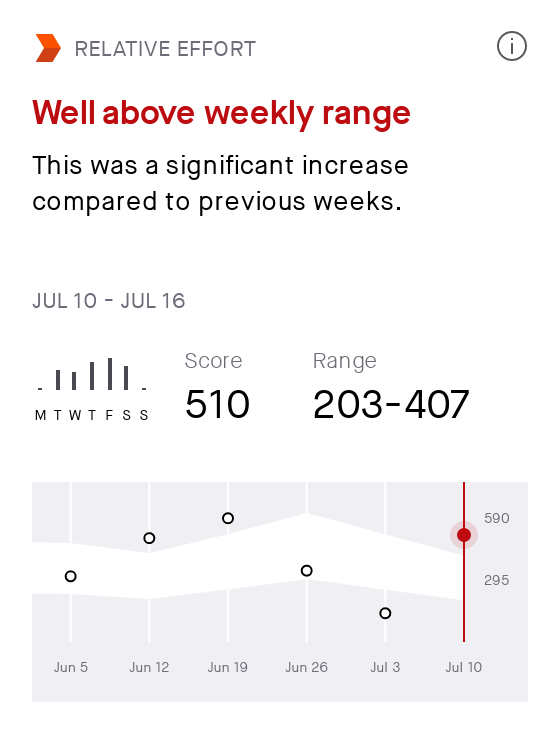 RELATIVE EFFORT
Well above weekly range
This was a significant increase
compared to previous weeks.
JUL 10 - JUL 16
Score
Range
M T W T F S S
510
203-407
590
295
Jun 5
Jun 12
Jun 19
Jun 26
Jul 3
Jul 10